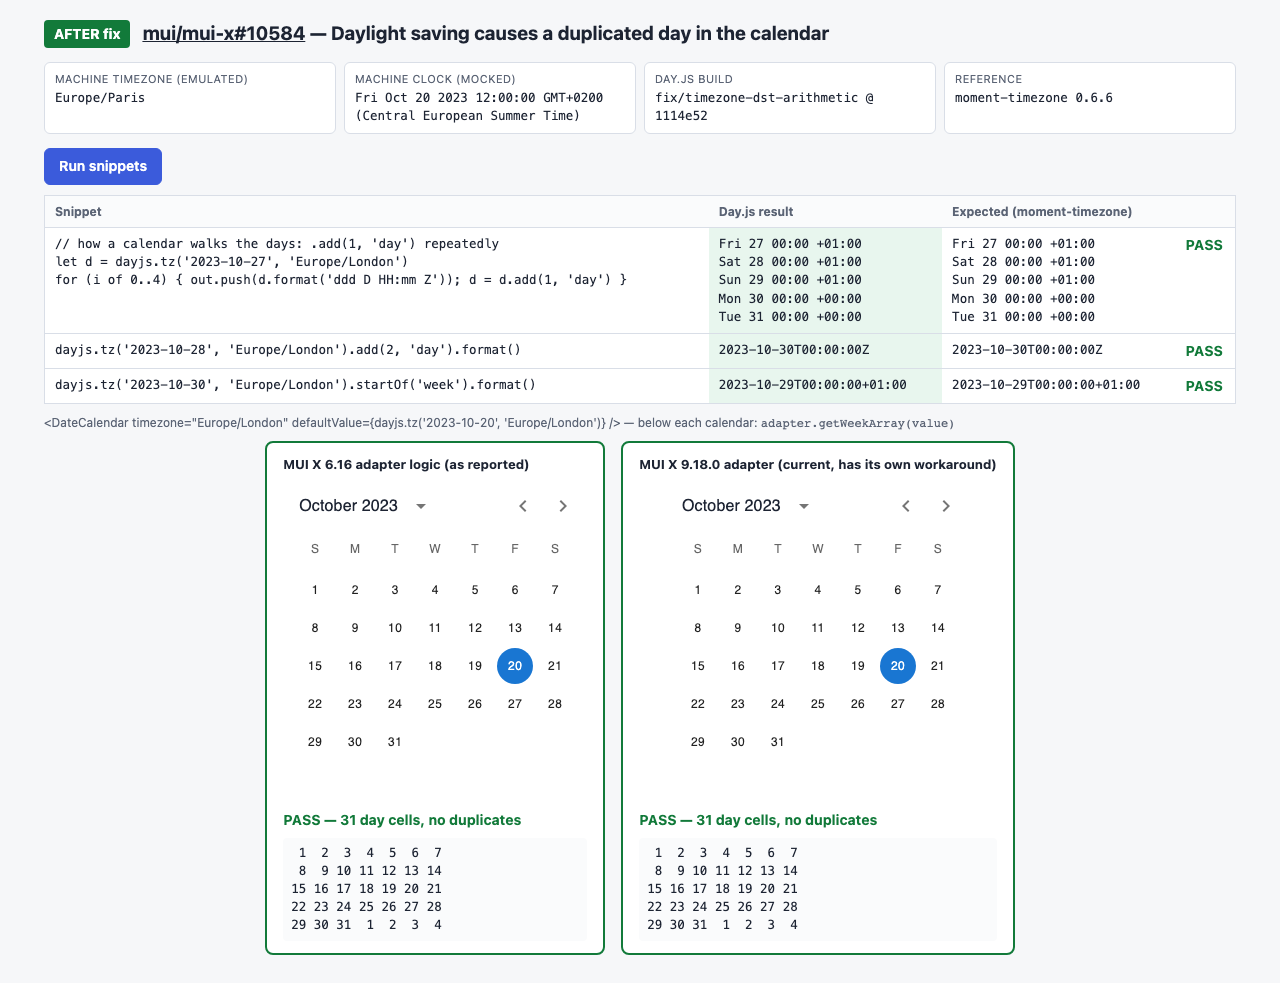 AFTER fix mui/mui-x#10584 — Daylight saving causes a duplicated day in the calendar
MACHINE TIMEZONE (EMULATED)
Europe/Paris
MACHINE CLOCK (MOCKED)
Fri Oct 20 2023 12:00:00 GMT+0200
(Central European Summer Time)
DAY.JS BUILD
fix/timezone-dst-arithmetic @
1114e52
REFERENCE
moment-timezone 0.6.6
Run snippets
Snippet Day.js result Expected (moment-timezone)
// how a calendar walks the days: .add(1, 'day') repeatedly
let d = dayjs.tz('2023-10-27', 'Europe/London')
for (i of 0..4) { out.push(d.format('ddd D HH:mm Z')); d = d.add(1, 'day') }
Fri 27 00:00 +01:00
Sat 28 00:00 +01:00
Sun 29 00:00 +01:00
Mon 30 00:00 +00:00
Tue 31 00:00 +00:00
Fri 27 00:00 +01:00
Sat 28 00:00 +01:00
Sun 29 00:00 +01:00
Mon 30 00:00 +00:00
Tue 31 00:00 +00:00
PASS
dayjs.tz('2023-10-28', 'Europe/London').add(2, 'day').format() 2023-10-30T00:00:00Z 2023-10-30T00:00:00Z PASS
dayjs.tz('2023-10-30', 'Europe/London').startOf('week').format() 2023-10-29T00:00:00+01:00 2023-10-29T00:00:00+01:00 PASS
<DateCalendar timezone="Europe/London" defaultValue={dayjs.tz('2023-10-20', 'Europe/London')} /> — below each calendar: adapter.getWeekArray(value)
MUI X 6.16 adapter logic (as reported)
October 2023
S M T W T F S
1 2 3 4 5 6 7
8 9 10 11 12 13 14
15 16 17 18 19 20 21
22 23 24 25 26 27 28
29 30 31
PASS — 31 day cells, no duplicates
1 2 3 4 5 6 7
8 9 10 11 12 13 14
15 16 17 18 19 20 21
22 23 24 25 26 27 28
29 30 31 1 2 3 4
MUI X 9.18.0 adapter (current, has its own workaround)
October 2023
S M T W T F S
1 2 3 4 5 6 7
8 9 10 11 12 13 14
15 16 17 18 19 20 21
22 23 24 25 26 27 28
29 30 31
PASS — 31 day cells, no duplicates
1 2 3 4 5 6 7
8 9 10 11 12 13 14
15 16 17 18 19 20 21
22 23 24 25 26 27 28
29 30 31 1 2 3 4